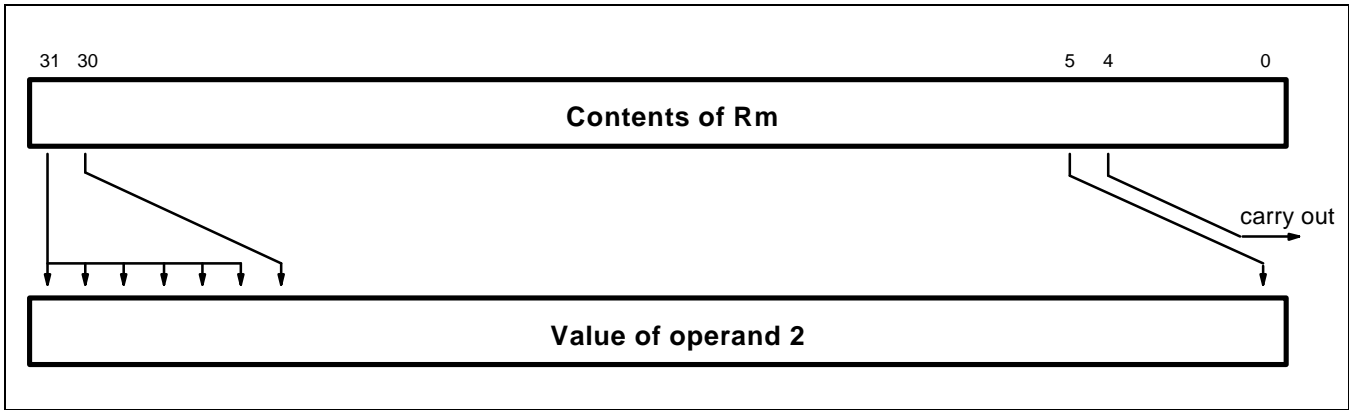 31 30 5 4 0
Contents of Rm
carry out
Value of operand 2